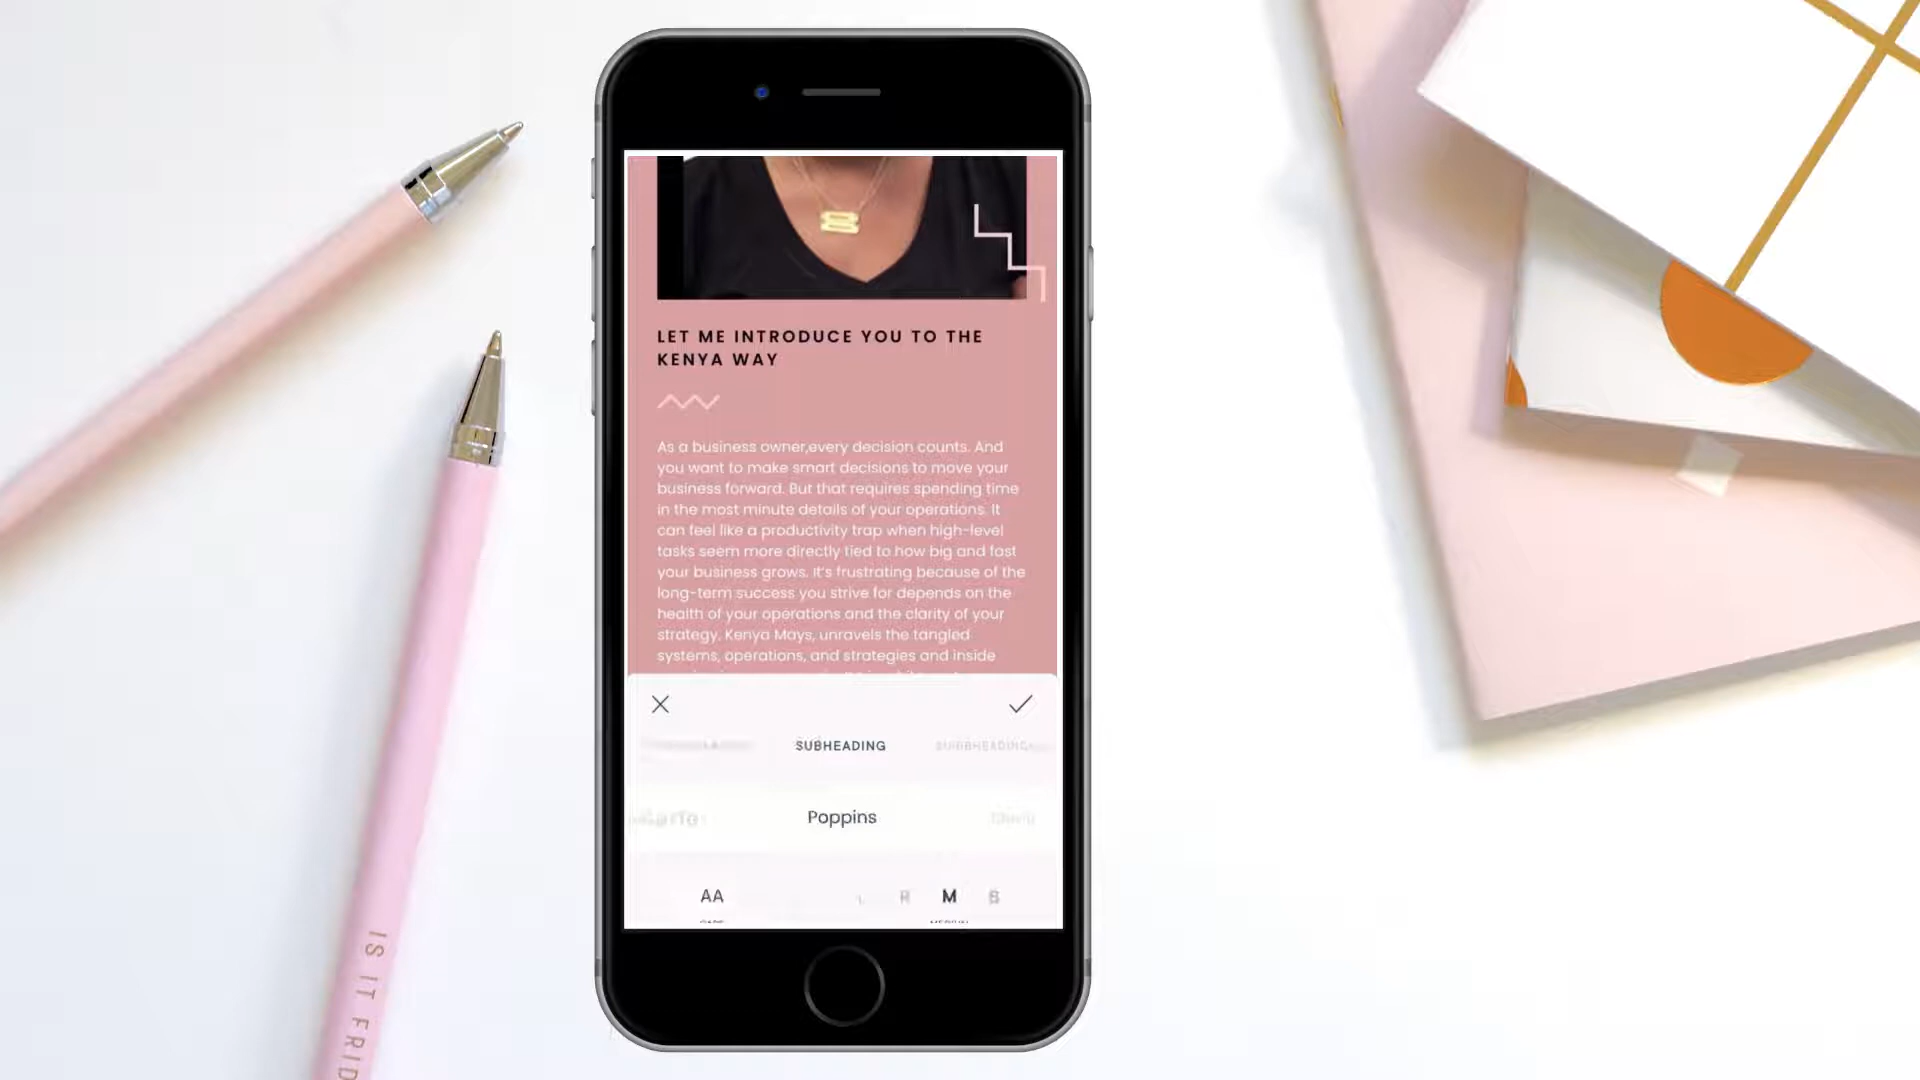 LET ME INTRODUCE YOU TO THE
KENYA WAY
As a business owner,every decision counts. And
you want to make smart decisions to move your
business forward. But that requires spending time
in the most minute details of your operations. It
can feel like a productivity trap when high-level
tasks seem more directly tied to how big and fast
your business grows. It's frustrating because of the
long-term success you strive for depends on the
health of your operations and the clarity of your
strategy. Kenya Mays, unravels the tangled
systems, operations, and strategies and inside
SUBHEADING
Poppins
AA
R M B
IS IT FRID